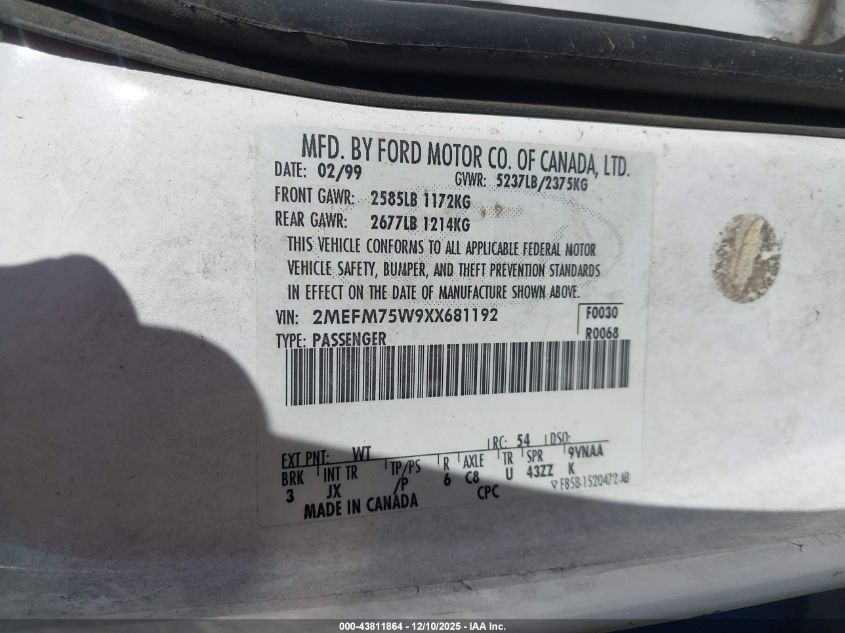 MFD. BY FORD MOTOR CO. OF CANADA, LTD.
DATE: 02/99 GVWR: 5237LB/2375KG
FRONT GAWR: 2585LB 1172KG
REAR GAWR: 2677LB 1214KG
THIS VEHICLE CONFORMS TO ALL APPLICABLE FEDERAL MOTOR
VEHICLE SAFETY, BUMPER, AND THEFT PREVENTION STANDARDS
IN EFFECT ON THE DATE OF MANUFACTURE SHOWN ABOVE.
VIN: 2MEFM75W9XX681192 F0030
TYPE: PASSENGER R0068
EXT PNT: WT RC: 54 DSO:
BRK INT TR TP/PS R AXLE TR SPR 9VNAA
3 JX /P 6 C8 U 43ZZ K
MADE IN CANADA CPC F85B-1520472-AB
000-43811864 - 12/10/2025 - IAA Inc.